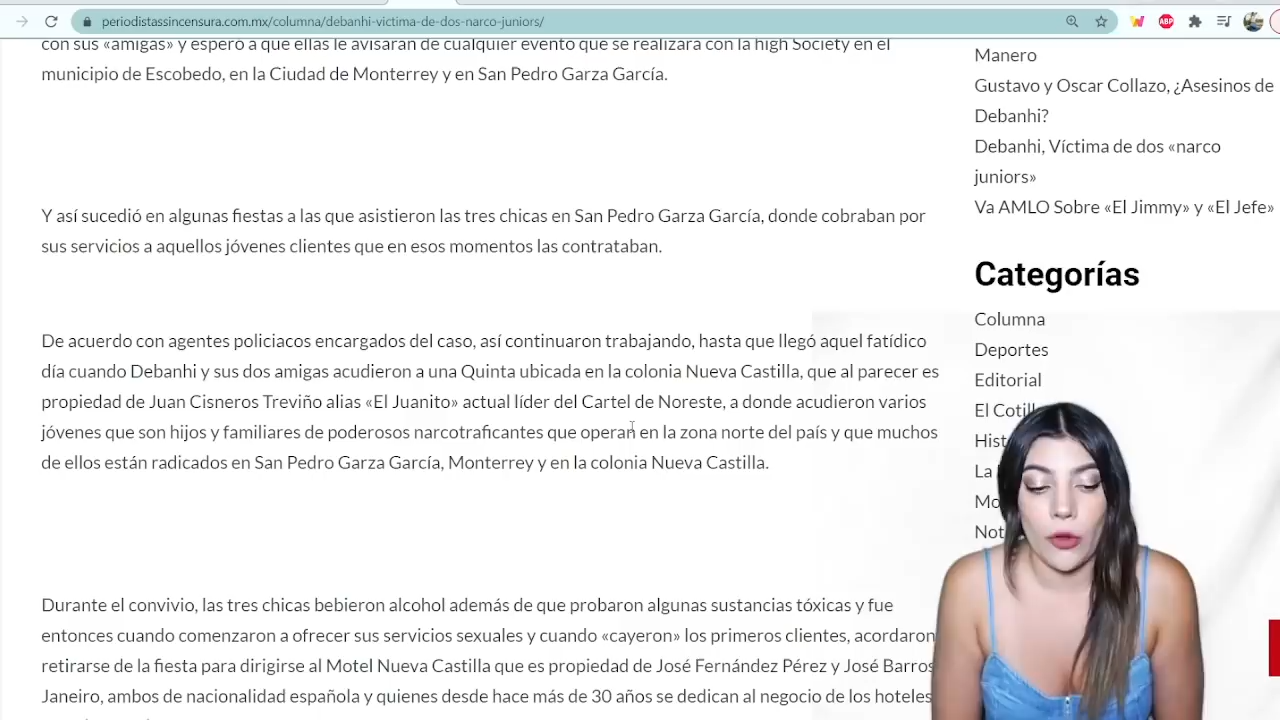 periodistassincensura.com.mx/columna/debanhi-victima-de-dos-narco-juniors/
con sus «amigas» y esperó a que ellas le avisaran de cualquier evento que se realizara con la high Society en el
municipio de Escobedo, en la Ciudad de Monterrey y en San Pedro Garza García.
Y así sucedió en algunas fiestas a las que asistieron las tres chicas en San Pedro Garza García, donde cobraban por
sus servicios a aquellos jóvenes clientes que en esos momentos las contrataban.
De acuerdo con agentes policiacos encargados del caso, así continuaron trabajando, hasta que llegó aquel fatídico
día cuando Debanhi y sus dos amigas acudieron a una Quinta ubicada en la colonia Nueva Castilla, que al parecer es
propiedad de Juan Cisneros Treviño alias «El Juanito» actual líder del Cartel de Noreste, a donde acudieron varios
jóvenes que son hijos y familiares de poderosos narcotraficantes que operan en la zona norte del país y que muchos
de ellos están radicados en San Pedro Garza García, Monterrey y en la colonia Nueva Castilla.
Durante el convivio, las tres chicas bebieron alcohol además de que probaron algunas sustancias tóxicas y fue
entonces cuando comenzaron a ofrecer sus servicios sexuales y cuando «cayeron» los primeros clientes, acordaron
retirarse de la fiesta para dirigirse al Motel Nueva Castilla que es propiedad de José Fernández Pérez y José Barros
Janeiro, ambos de nacionalidad española y quienes desde hace más de 30 años se dedican al negocio de los hoteles
Manero
Gustavo y Oscar Collazo, ¿Asesinos de
Debanhi?
Debanhi, Víctima de dos «narco
juniors»
Va AMLO Sobre «El Jimmy» y «El Jefe»
Categorías
Columna
Deportes
Editorial
El Cotill
Hist
La
Mo
Not
ABP